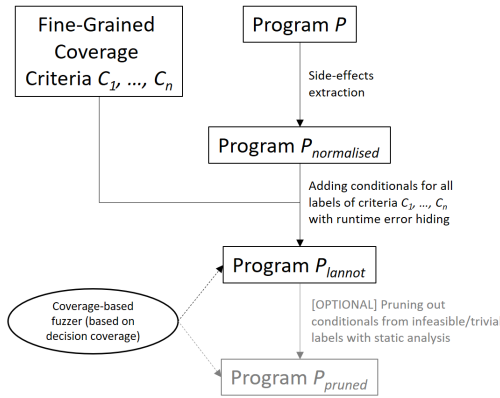 Fine-Grained
Coverage
Criteria C1, …, Cn
Program P
Side-effects
extraction
Program Pnormalised
Adding conditionals for all
labels of criteria C1, …, Cn
with runtime error hiding
Program Plannot
Coverage-based
fuzzer (based on
decision coverage)
[OPTIONAL] Pruning out
conditionals from infeasible/trivial
labels with static analysis
Program Ppruned